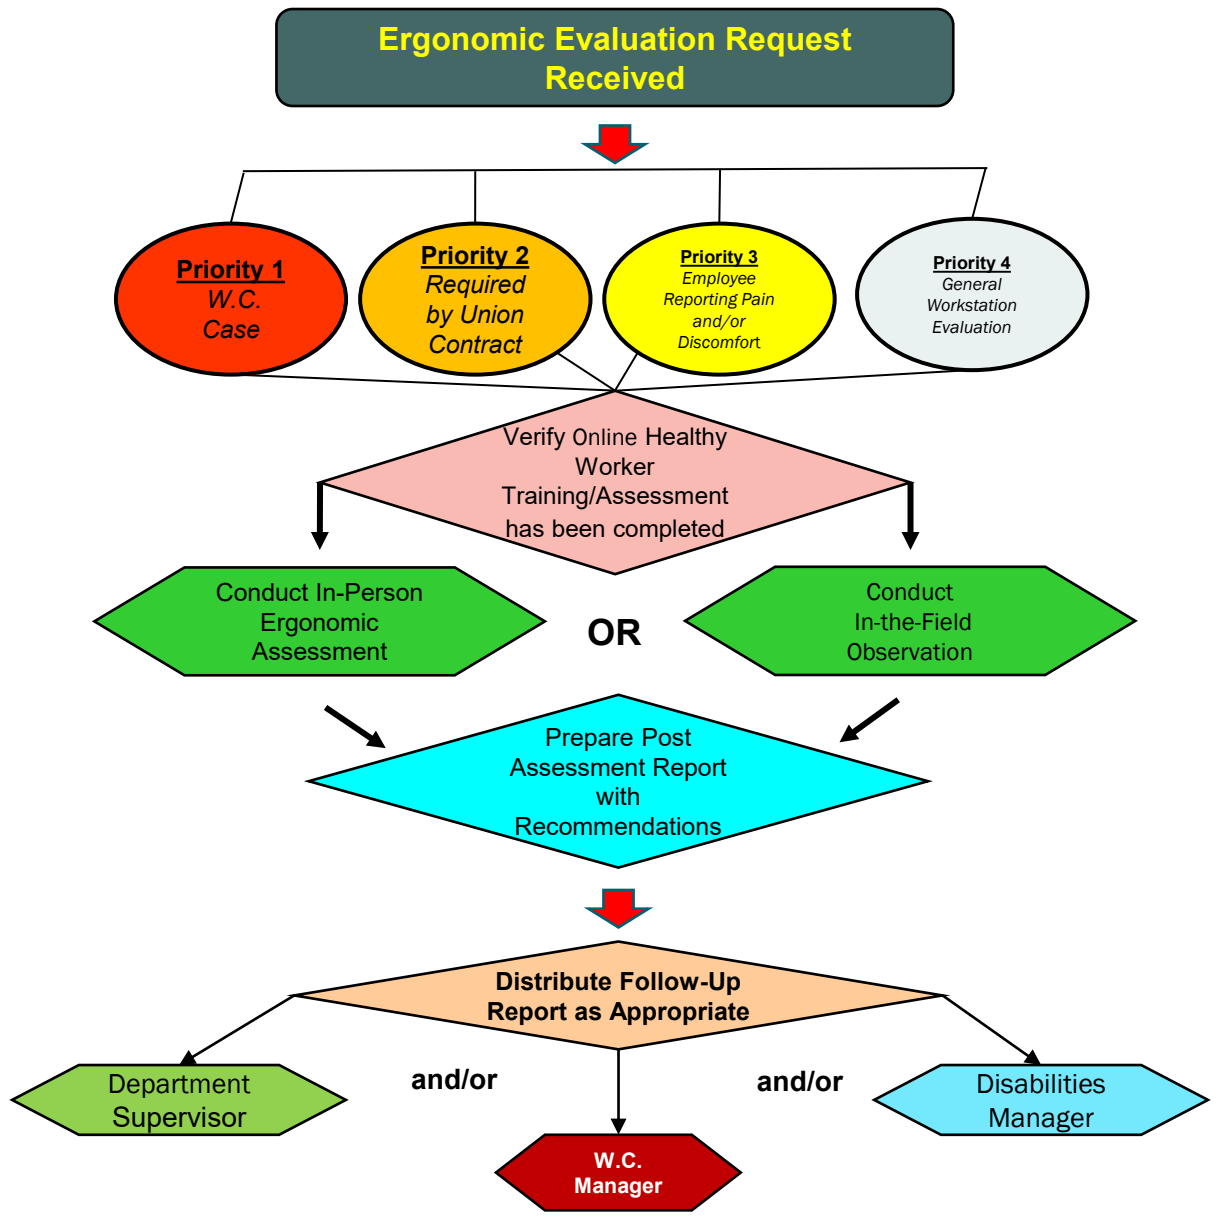 Ergonomic Evaluation Request
Received
Priority 1
W.C.
Case
Priority 2
Required
by Union
Contract
Priority 3
Employee
Reporting Pain
and/or
Discomfort
Priority 4
General
Workstation
Evaluation
Verify Online Healthy
Worker
Training/Assessment
has been completed
Conduct In-Person
Ergonomic
Assessment
OR
Conduct
In-the-Field
Observation
Prepare Post
Assessment Report
with
Recommendations
Distribute Follow-Up
Report as Appropriate
Department
Supervisor
and/or
W.C.
Manager
and/or
Disabilities
Manager